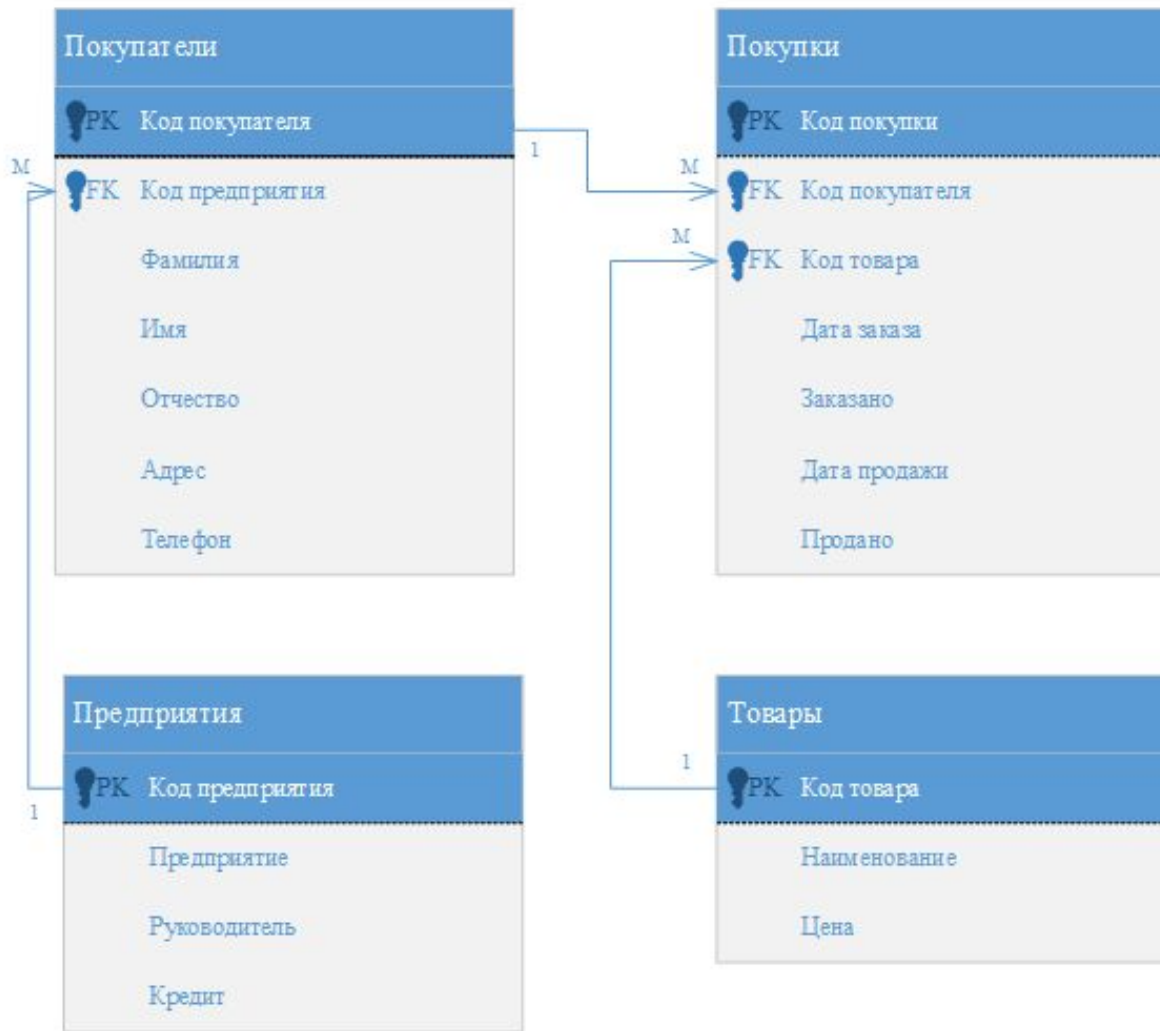 Покупатели
PK Код покупателя
FK Код предприятия
Фамилия
Имя
Отчество
Адрес
Телефон
Покупки
PK Код покупки
FK Код покупателя
FK Код товара
Дата заказа
Заказано
Дата продажи
Продано
Предприятия
PK Код предприятия
Предприятие
Руководитель
Кредит
Товары
PK Код товара
Наименование
Цена
1
М
М
М
1
1